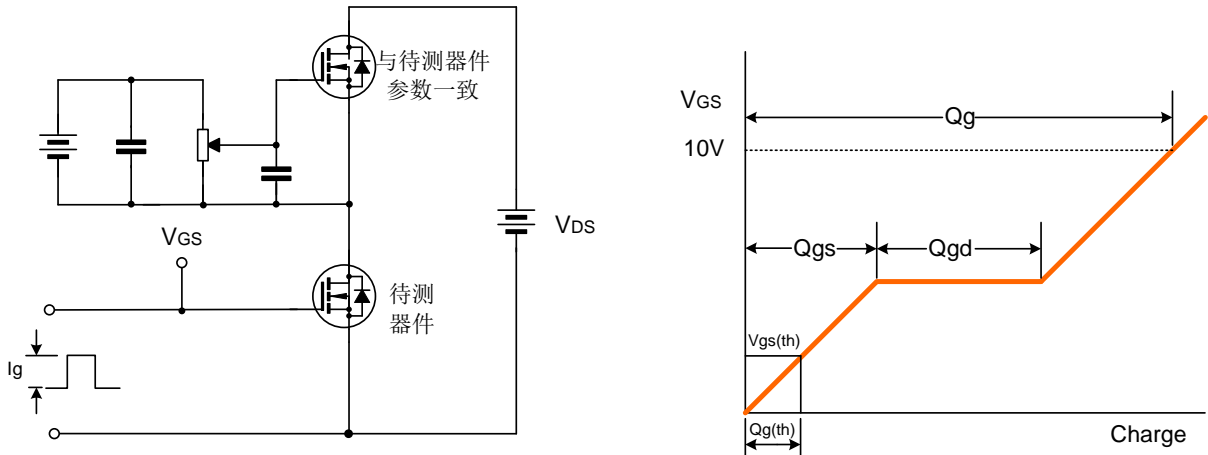 与待测器件
参数一致
VGS
VDS
待测
器件
Ig
VGS
10V
Qg
Qgs
Qgd
Vgs(th)
Qg(th)
Charge